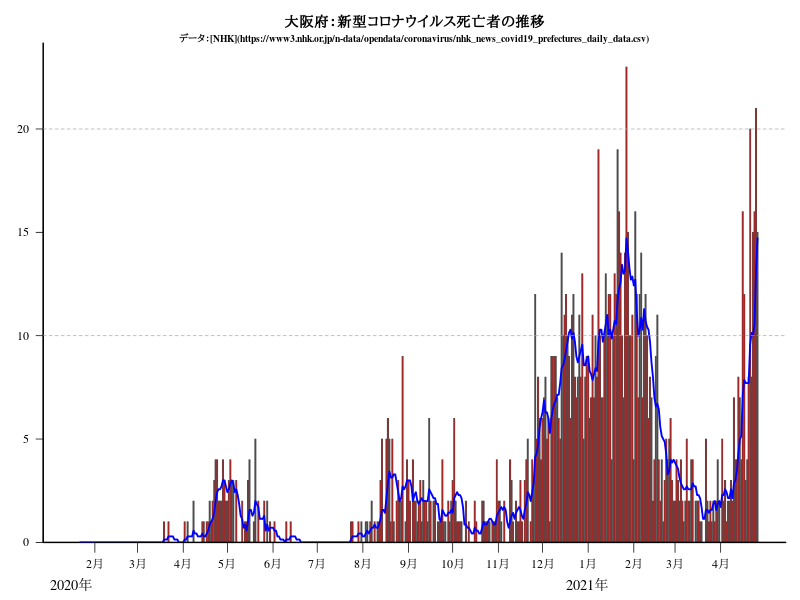 大阪府：新型コロナウイルス死亡者の推移
データ：[NHK](https://www3.nhk.or.jp/n-data/opendata/coronavirus/nhk_news_covid19_prefectures_daily_data.csv)
20
15
10
5
0
2月 3月 4月 5月 6月 7月 8月 9月 10月 11月 12月 1月 2月 3月 4月
2020年 2021年